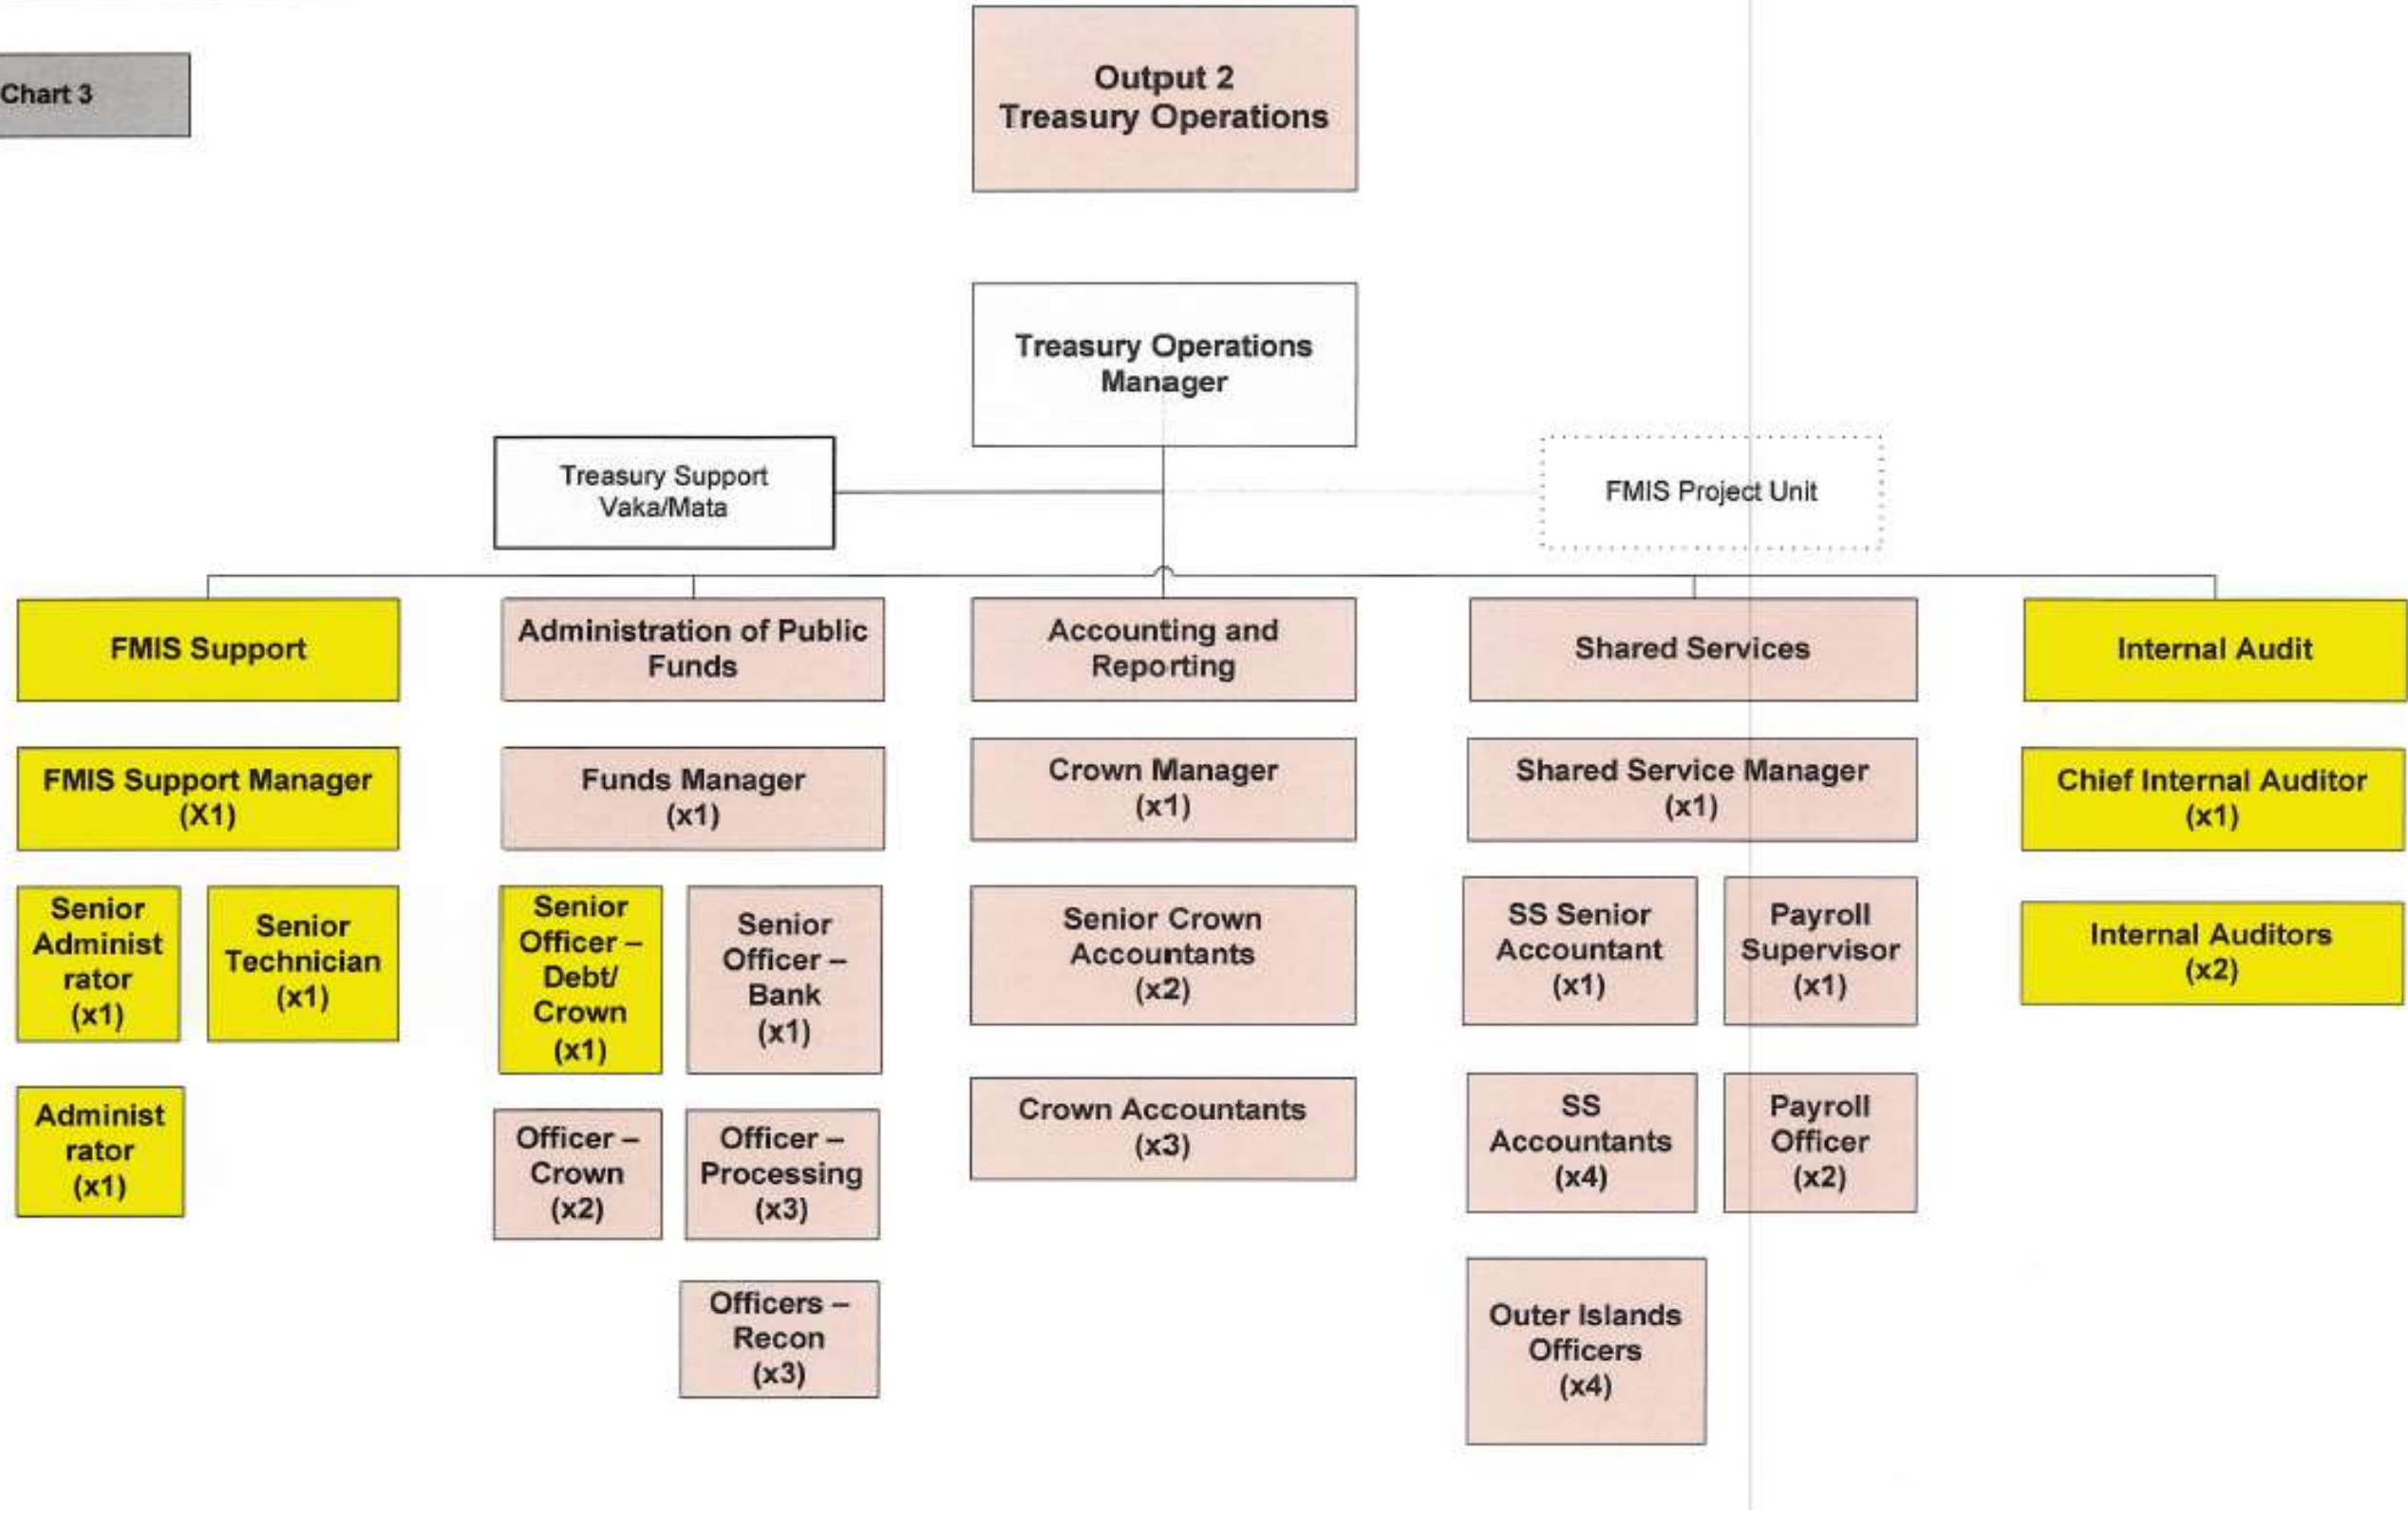 Chart 3
Output 2
Treasury Operations
Treasury Operations
Manager
Treasury Support
Vaka/Mata
FMIS Project Unit
FMIS Support
Administration of Public
Funds
Accounting and
Reporting
Shared Services
Internal Audit
FMIS Support Manager
(X1)
Funds Manager
(x1)
Crown Manager
(x1)
Shared Service Manager
(x1)
Chief Internal Auditor
(x1)
Senior
Administ
rator
(x1)
Senior
Technician
(x1)
Senior
Officer –
Debt/
Crown
(x1)
Senior
Officer –
Bank
(x1)
Senior Crown
Accountants
(x2)
SS Senior
Accountant
(x1)
Payroll
Supervisor
(x1)
Internal Auditors
(x2)
Administ
rator
(x1)
Officer –
Crown
(x2)
Officer –
Processing
(x3)
Crown Accountants
(x3)
SS
Accountants
(x4)
Payroll
Officer
(x2)
Officers –
Recon
(x3)
Outer Islands
Officers
(x4)